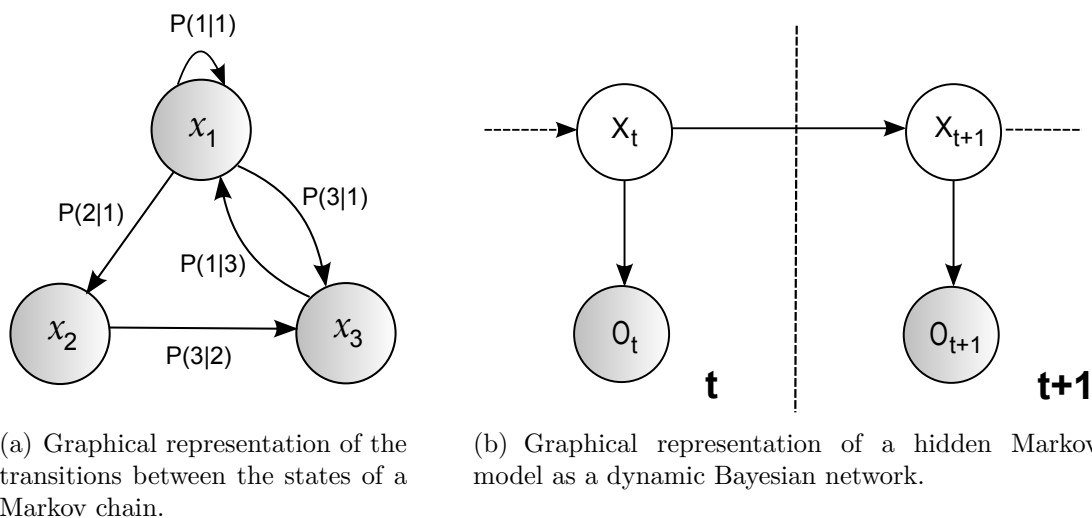 P(1|1)
x1
P(2|1)
P(3|1)
P(1|3)
x2
x3
P(3|2)
Xt
Xt+1
Ot
Ot+1
t
t+1
(a) Graphical representation of the
transitions between the states of a
Markov chain.
(b) Graphical representation of a hidden Markov
model as a dynamic Bayesian network.